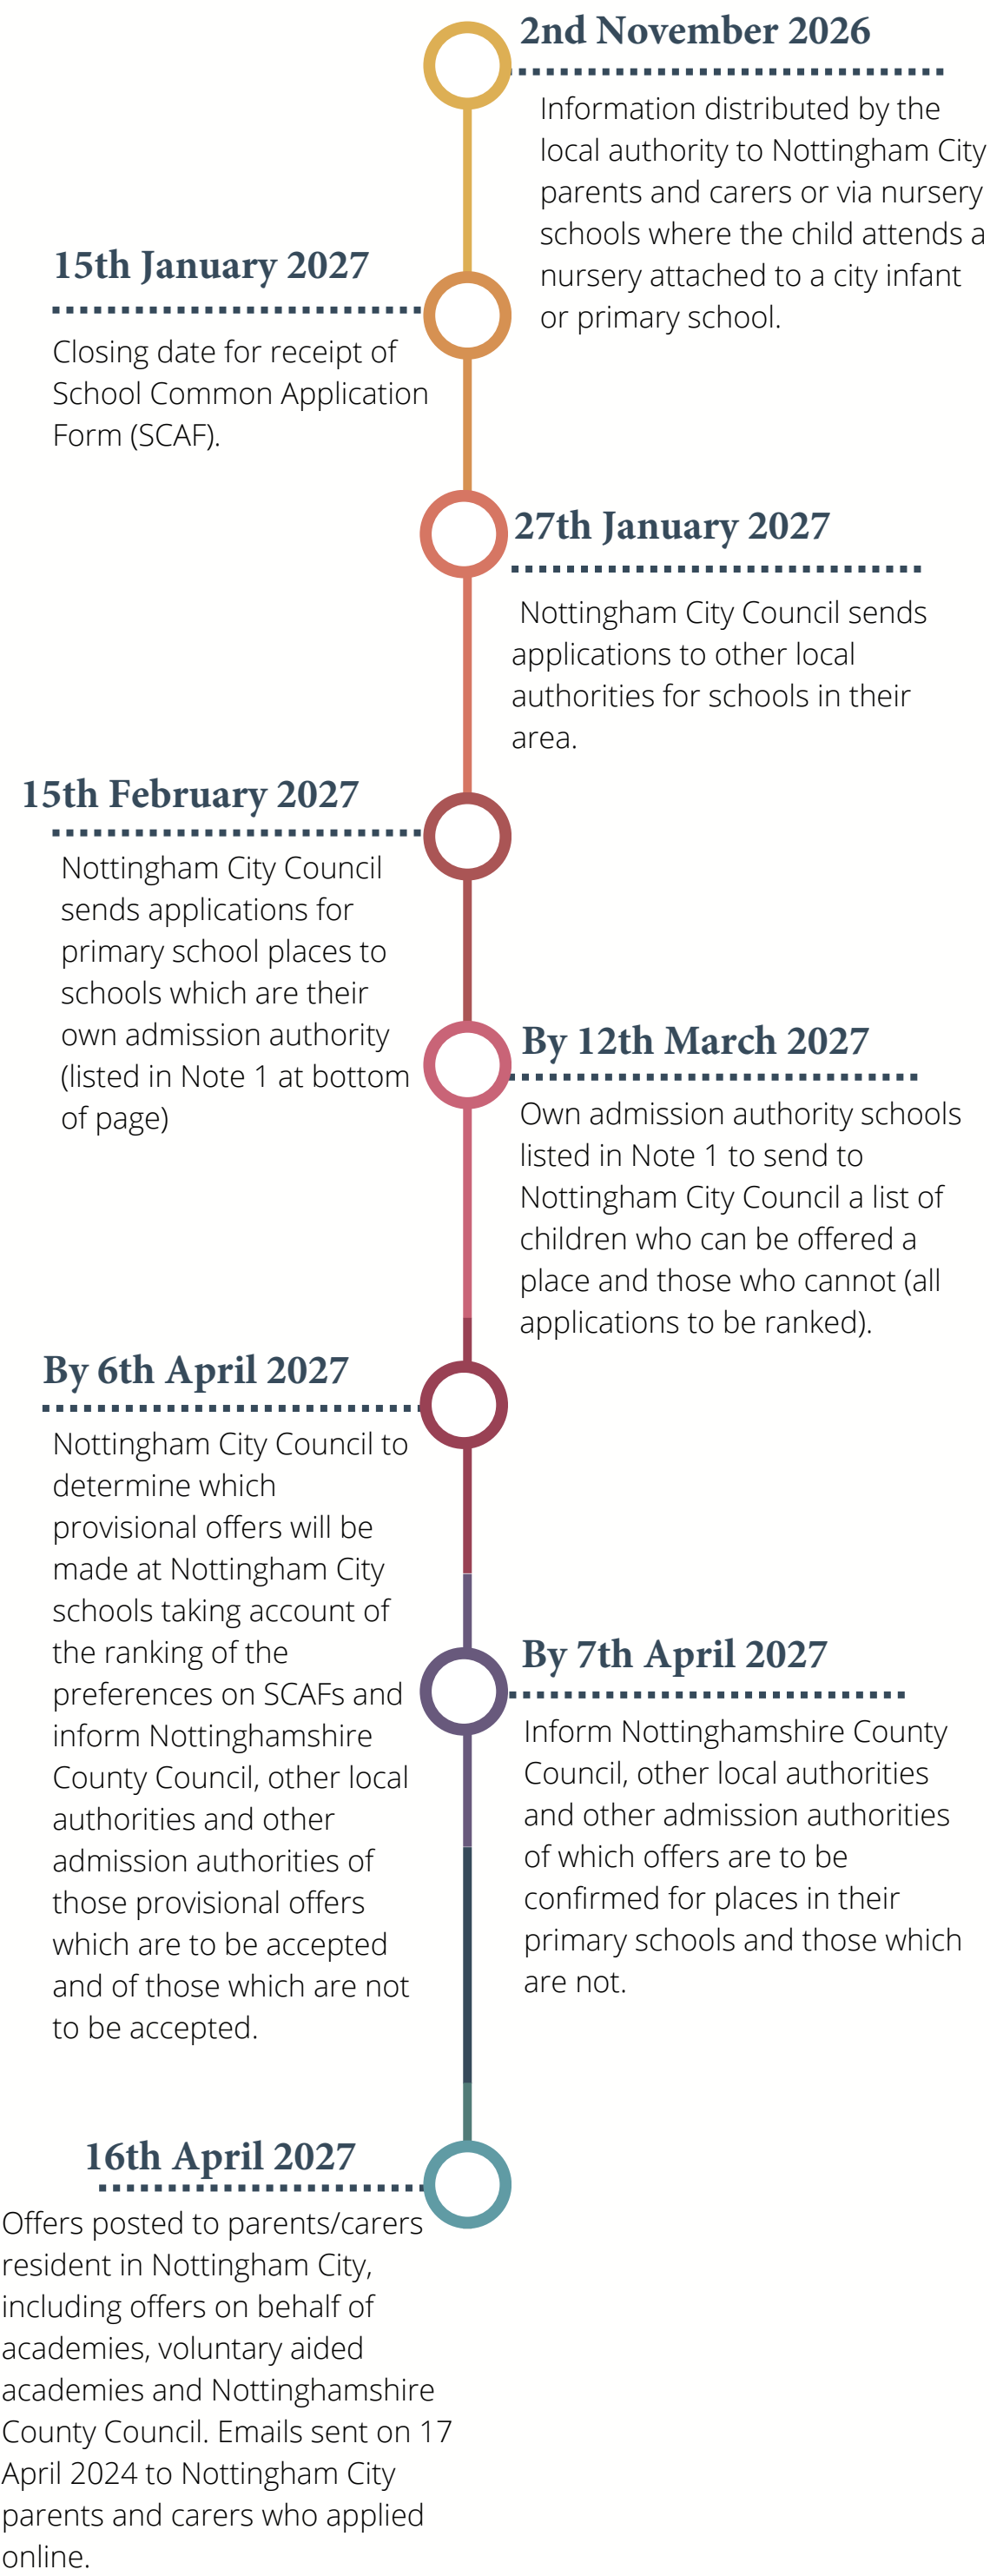 2nd November 2026
Information distributed by the
local authority to Nottingham City
parents and carers or via nursery
schools where the child attends a
nursery attached to a city infant
or primary school.
15th January 2027
Closing date for receipt of
School Common Application
Form (SCAF).
27th January 2027
Nottingham City Council sends
applications to other local
authorities for schools in their
area.
15th February 2027
Nottingham City Council
sends applications for
primary school places to
schools which are their
own admission authority
(listed in Note 1 at bottom
of page)
By 12th March 2027
Own admission authority schools
listed in Note 1 to send to
Nottingham City Council a list of
children who can be offered a
place and those who cannot (all
applications to be ranked).
By 6th April 2027
Nottingham City Council to
determine which
provisional offers will be
made at Nottingham City
schools taking account of
the ranking of the
preferences on SCAFs and
inform Nottinghamshire
County Council, other local
authorities and other
admission authorities of
those provisional offers
which are to be accepted
and of those which are not
to be accepted.
By 7th April 2027
Inform Nottinghamshire County
Council, other local authorities
and other admission authorities
of which offers are to be
confirmed for places in their
primary schools and those which
are not.
16th April 2027
Offers posted to parents/carers
resident in Nottingham City,
including offers on behalf of
academies, voluntary aided
academies and Nottinghamshire
County Council. Emails sent on 17
April 2024 to Nottingham City
parents and carers who applied
online.